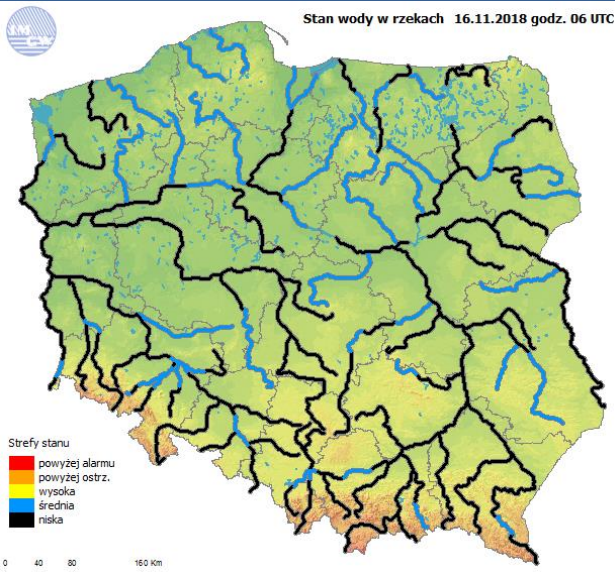 Stan wody w rzekach 16.11.2018 godz. 06 UTC
Strefy stanu
powyżej alarmu
powyżej ostrz.
wysoka
średnia
niska
0 40 80 160 Km